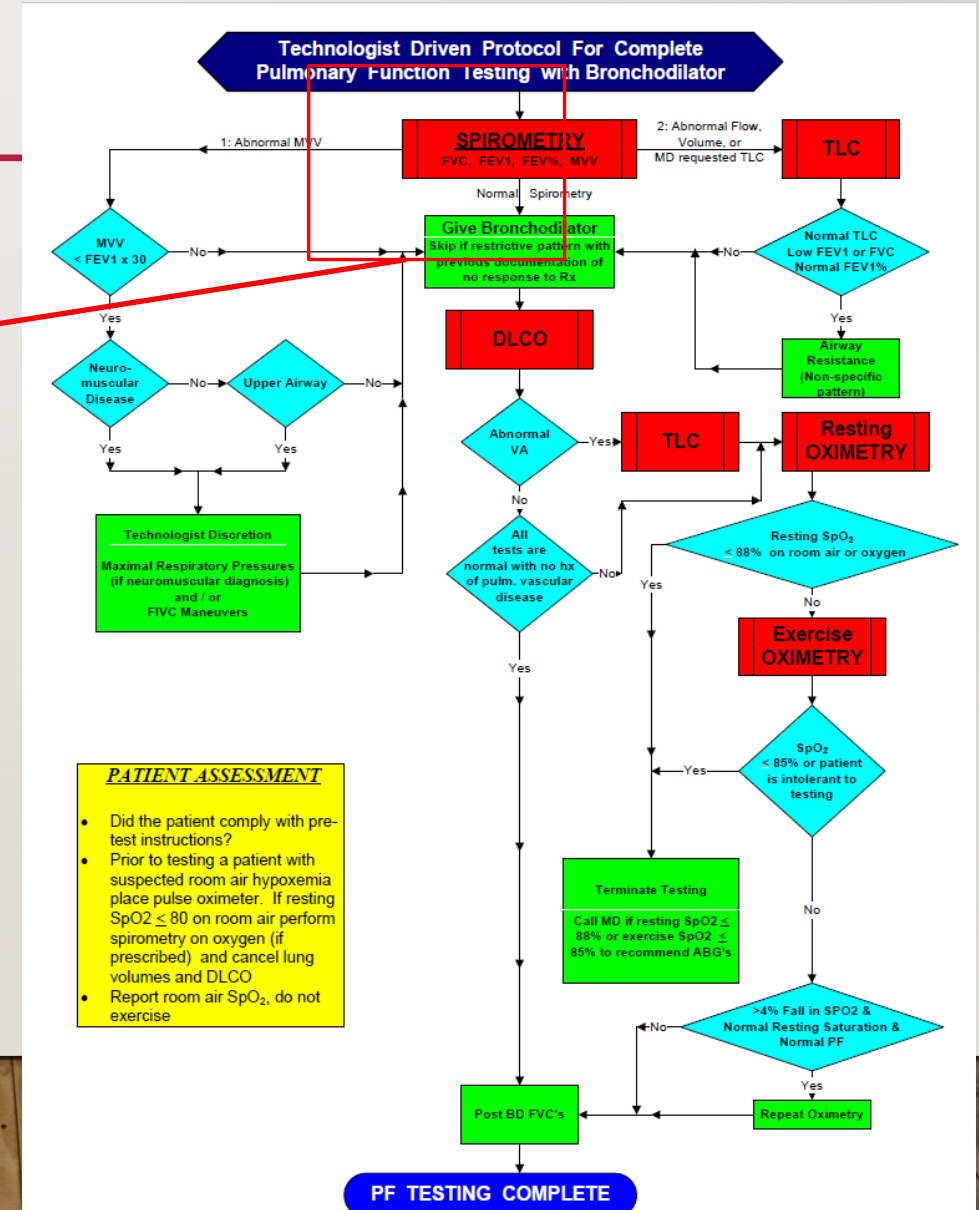 Technologist Driven Protocol For Complete
Pulmonary Function Testing with Bronchodilator
1: Abnormal MVV
SPIROMETRY
FVC, FEV1, FEV%, MVV
2: Abnormal Flow,
Volume, or
MD requested TLC
TLC
Normal Spirometry
MVV
< FEV1 x 30
No
Give Bronchodilator
Skip if restrictive pattern with
previous documentation of
no response to Rx
No
Normal TLC
Low FEV1 or FVC
Normal FEV1%
Yes
Yes
Neuro-
muscular
Disease
No
Upper Airway
No
DLCO
Airway
Resistance
(Non-specific
pattern)
Yes
Yes
Abnormal
VA
Yes
TLC
Resting
OXIMETRY
No
Technologist Discretion
Maximal Respiratory Pressures
(if neuromuscular diagnosis)
and / or
FIVC Maneuvers
All
tests are
normal with no hx
of pulm. vascular
disease
No
Resting SpO₂
≤ 88% on room air or oxygen
Yes
No
Exercise
OXIMETRY
Yes
SpO₂
≤ 85% or patient
is intolerant to
testing
Yes
PATIENT ASSESSMENT
• Did the patient comply with pre-
test instructions?
• Prior to testing a patient with
suspected room air hypoxemia
place pulse oximeter. If resting
SpO2 ≤ 80 on room air perform
spirometry on oxygen (if
prescribed) and cancel lung
volumes and DLCO
• Report room air SpO₂, do not
exercise
Terminate Testing
Call MD if resting SpO2 ≤
88% or exercise SpO2 ≤
85% to recommend ABG's
No
>4% Fall in SPO2 &
Normal Resting Saturation &
Normal PF
No
Yes
Post BD FVC's
Repeat Oximetry
PF TESTING COMPLETE